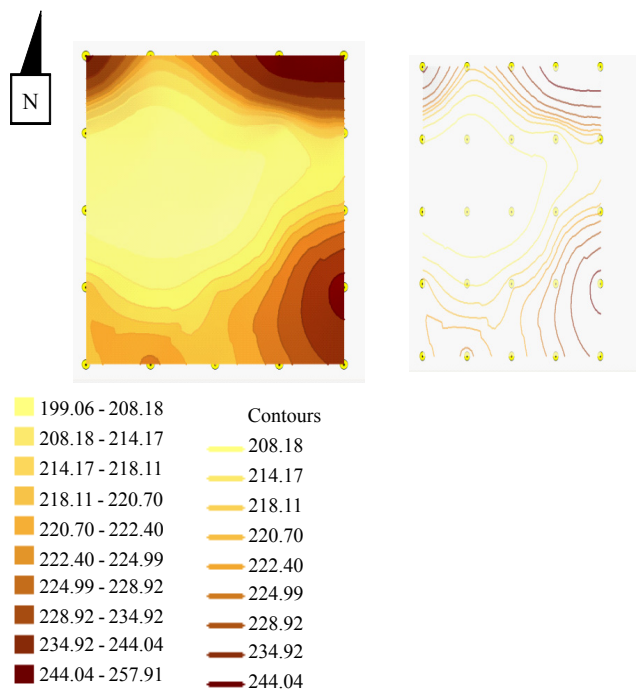 N
199.06 - 208.18
208.18 - 214.17
214.17 - 218.11
218.11 - 220.70
220.70 - 222.40
222.40 - 224.99
224.99 - 228.92
228.92 - 234.92
234.92 - 244.04
244.04 - 257.91
Contours
208.18
214.17
218.11
220.70
222.40
224.99
228.92
234.92
244.04